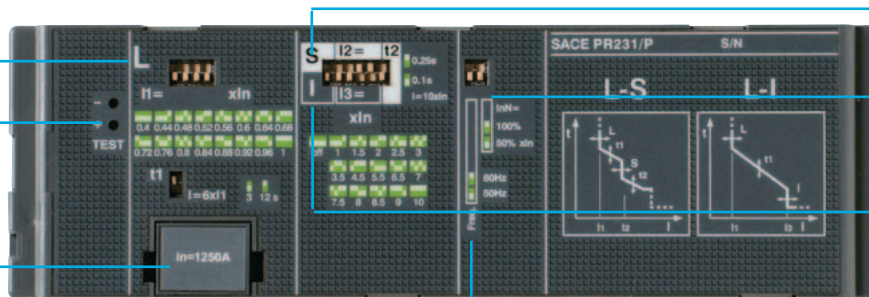 L
I1= xIn
0.4 0.44 0.48 0.52 0.56 0.6 0.64 0.68
0.72 0.76 0.8 0.84 0.88 0.92 0.96 1
-
+
TEST
t1
I=6xI1
3 12 s
In=1250A
S I2= t2
I I3=
0.25s
0.1s
I=10xIn
xIn
off 1 1.5 2 2.5 3
3.5 4.5 5.5 6.5 7
7.5 8 8.5 9 10
InN=
100%
50% xIn
60Hz
50Hz
Freq.
SACE PR231/P S/N
L-S
t
L
t1
S
t2
I1 I2 I
L-I
t
L
t1
I
I1 I3 I